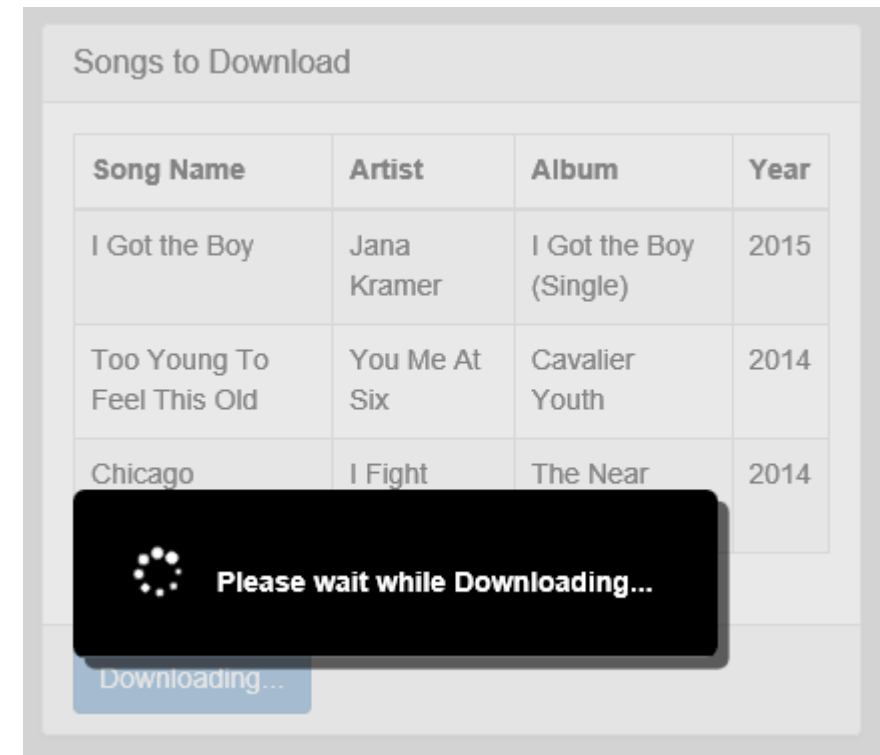 Songs to Download
Song Name Artist Album Year
I Got the Boy Jana I Got the Boy 2015
Kramer (Single)
Too Young To You Me At Cavalier 2014
Feel This Old Six Youth
Chicago I Fight The Near 2014
Please wait while Downloading...
Downloading...